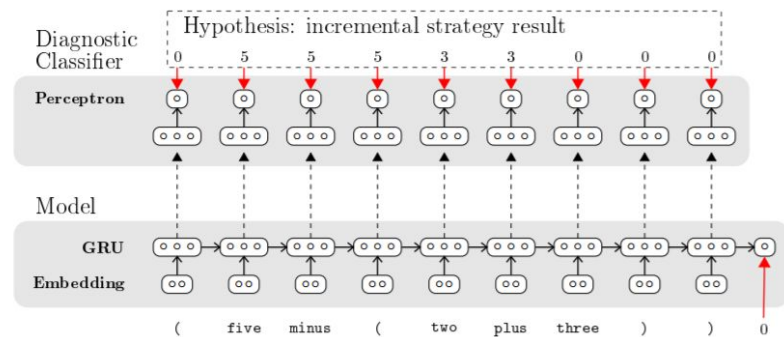 Hypothesis: incremental strategy result
Diagnostic
Classifier
0 5 5 5 3 3 0 0 0
Perceptron
Model
GRU
Embedding
( five minus ( two plus three ) ) 0